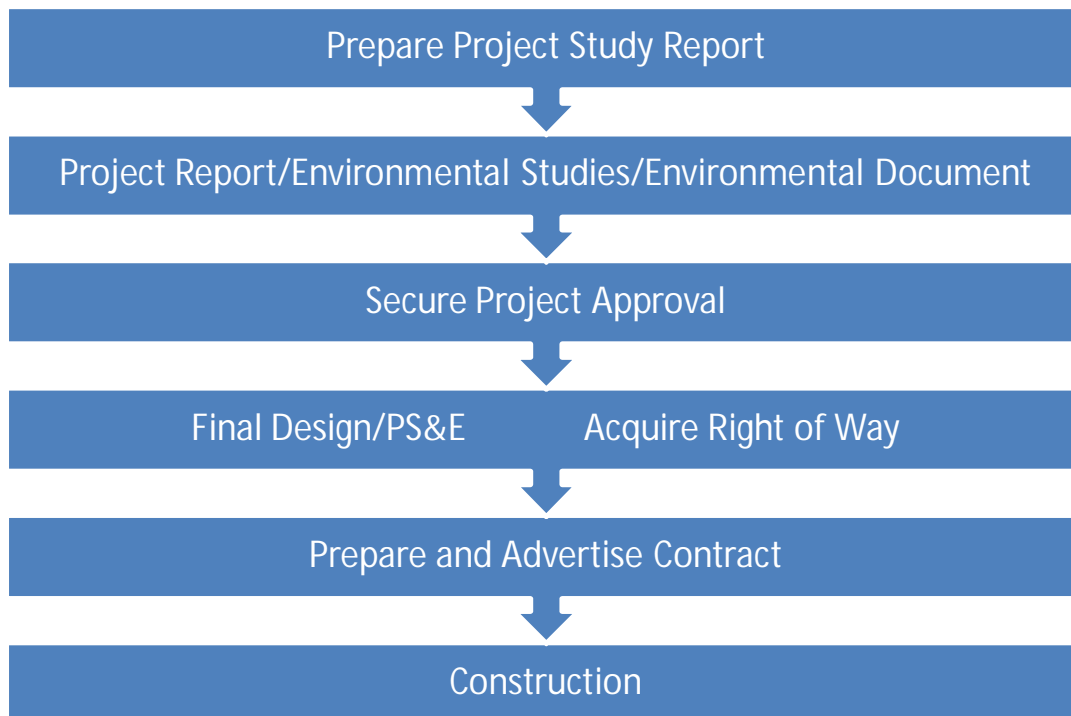 Prepare Project Study Report
Project Report/Environmental Studies/Environmental Document
Secure Project Approval
Final Design/PS&E Acquire Right of Way
Prepare and Advertise Contract
Construction